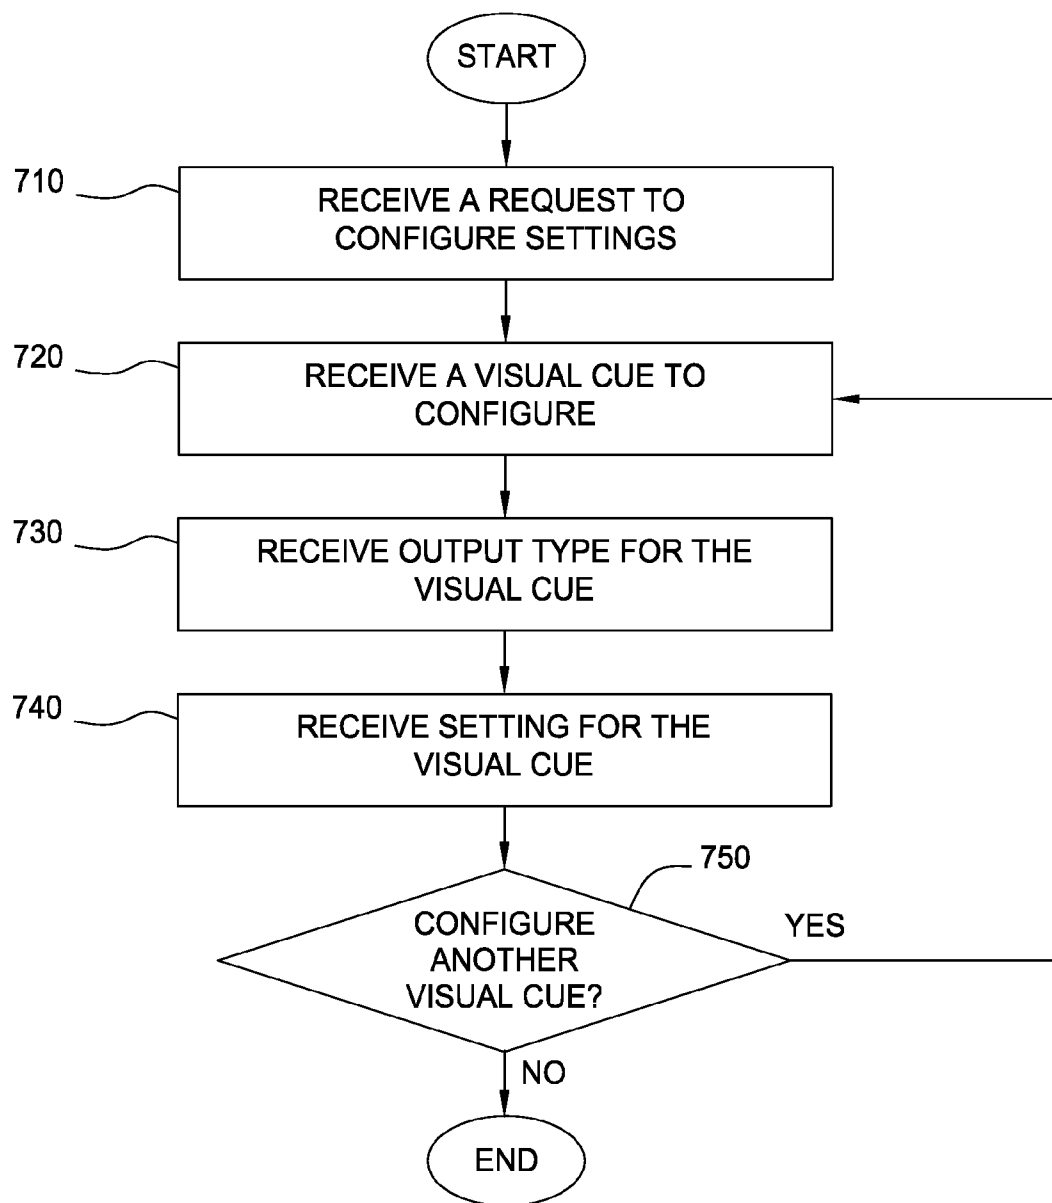 START
710
RECEIVE A REQUEST TO
CONFIGURE SETTINGS
720
RECEIVE A VISUAL CUE TO
CONFIGURE
730
RECEIVE OUTPUT TYPE FOR THE
VISUAL CUE
740
RECEIVE SETTING FOR THE
VISUAL CUE
750
CONFIGURE
ANOTHER
VISUAL CUE?
YES
NO
END